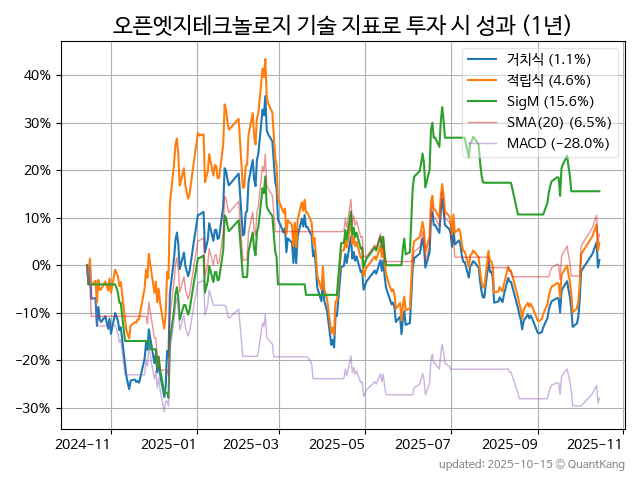 오픈엣지테크놀로지 기술 지표로 투자 시 성과 (1년)
거치식 (1.1%)
적립식 (4.6%)
SigM (15.6%)
SMA(20) (6.5%)
MACD (−28.0%)
40%
30%
20%
10%
0%
−10%
−20%
−30%
2024-11 2025-01 2025-03 2025-05 2025-07 2025-09 2025-11
updated: 2025-10-15 © QuantKang